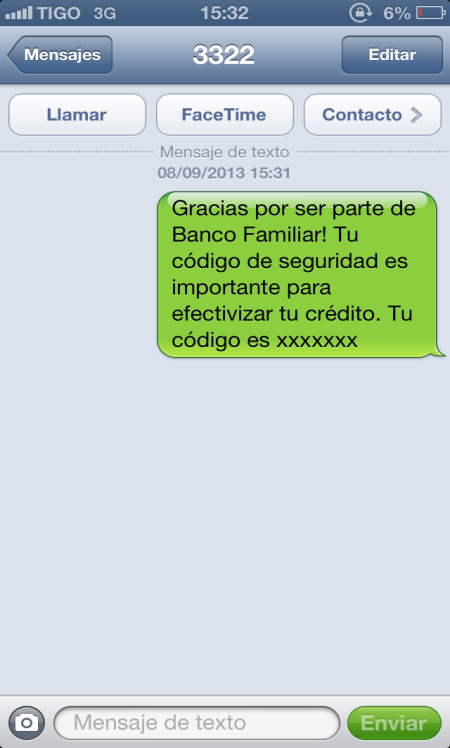 TIGO 3G 15:32 6%
Mensajes 3322 Editar
Llamar FaceTime Contacto
Mensaje de texto
08/09/2013 15:31
Gracias por ser parte de
Banco Familiar! Tu
código de seguridad es
importante para
efectivizar tu crédito. Tu
código es xxxxxxx
Mensaje de texto Enviar